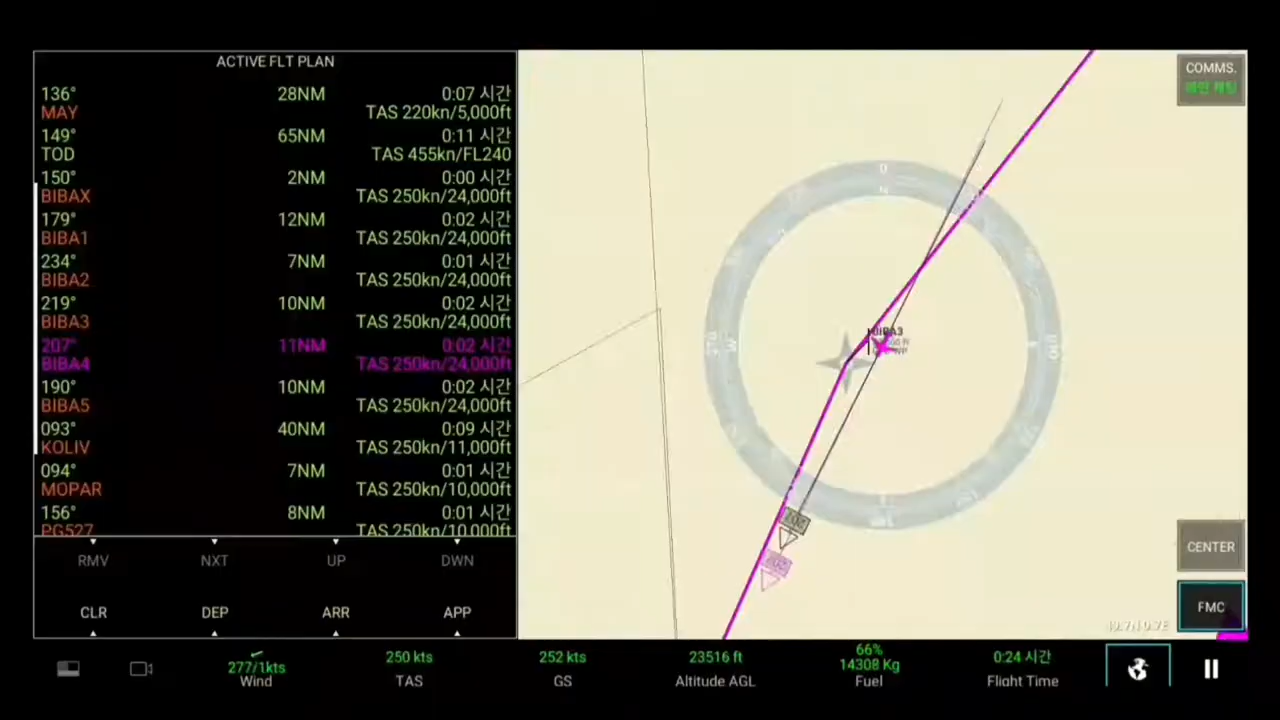 ACTIVE FLT PLAN
136° 28NM 0:07 시간
MAY TAS 220kn/5,000ft
149° 65NM 0:11 시간
TOD TAS 455kn/FL240
150° 2NM 0:00 시간
BIBAX TAS 250kn/24,000ft
179° 12NM 0:02 시간
BIBA1 TAS 250kn/24,000ft
234° 7NM 0:01 시간
BIBA2 TAS 250kn/24,000ft
219° 10NM 0:02 시간
BIBA3 TAS 250kn/24,000ft
207° 11NM 0:02 시간
BIBA4 TAS 250kn/24,000ft
190° 10NM 0:02 시간
BIBA5 TAS 250kn/24,000ft
093° 40NM 0:09 시간
KOLIV TAS 250kn/11,000ft
094° 7NM 0:01 시간
MOPAR TAS 250kn/10,000ft
156° 8NM 0:01 시간
PG527 TAS 250kn/10,000ft
RMV NXT UP DWN
CLR DEP ARR APP
COMMS.
BIBA3
CENTER
FMC
277/1kts
Wind
250 kts
TAS
252 kts
GS
23516 ft
Altitude AGL
66%
14308 Kg
Fuel
0:24 시간
Flight Time